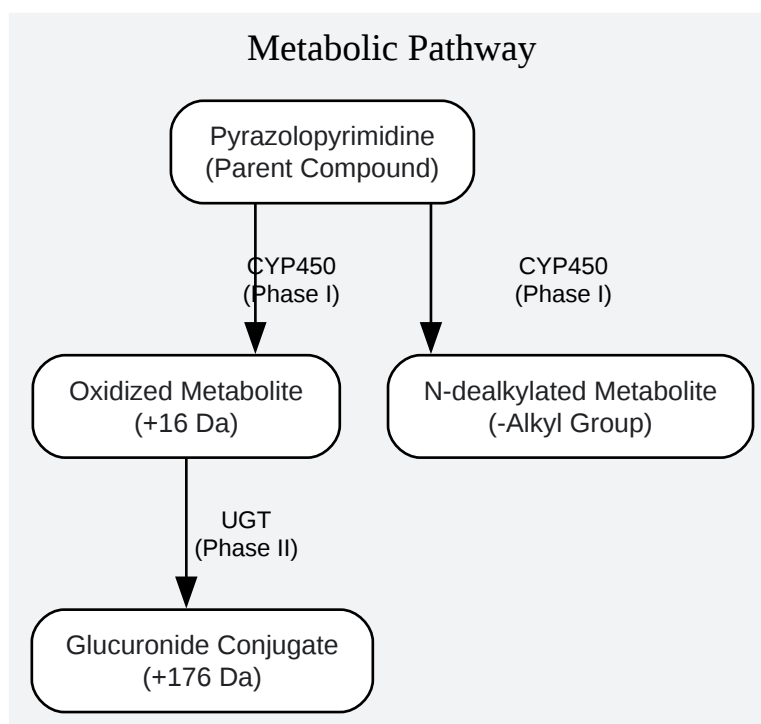 Metabolic Pathway
Pyrazolopyrimidine
(Parent Compound)
CYP450
(Phase I)
CYP450
(Phase I)
Oxidized Metabolite
(+16 Da)
N-dealkylated Metabolite
(-Alkyl Group)
UGT
(Phase II)
Glucuronide Conjugate
(+176 Da)